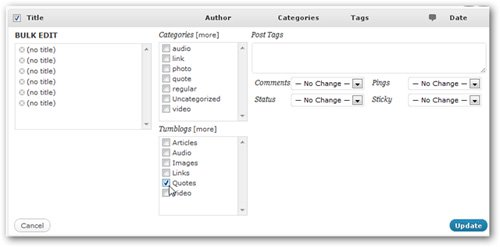 Title Author Categories Tags Date
BULK EDIT
(no title)
(no title)
(no title)
(no title)
(no title)
(no title)
Categories [more]
audio
link
photo
quote
regular
Uncategorized
video
Tumblogs [more]
Articles
Audio
Images
Links
Quotes
Video
Post Tags
Comments — No Change — Pings — No Change —
Status — No Change — Sticky — No Change —
Cancel Update